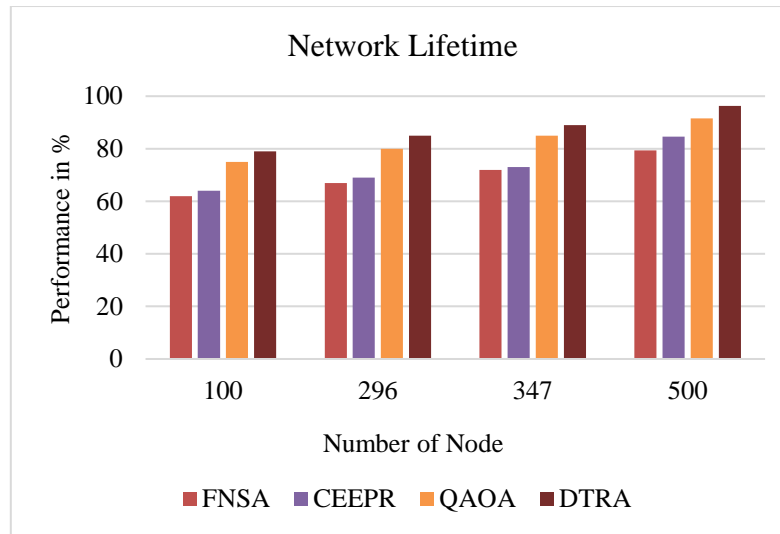 Network Lifetime
Performance in %
100
80
60
40
20
0
100 296 347 500
Number of Node
FNSA CEEPR QAOA DTRA